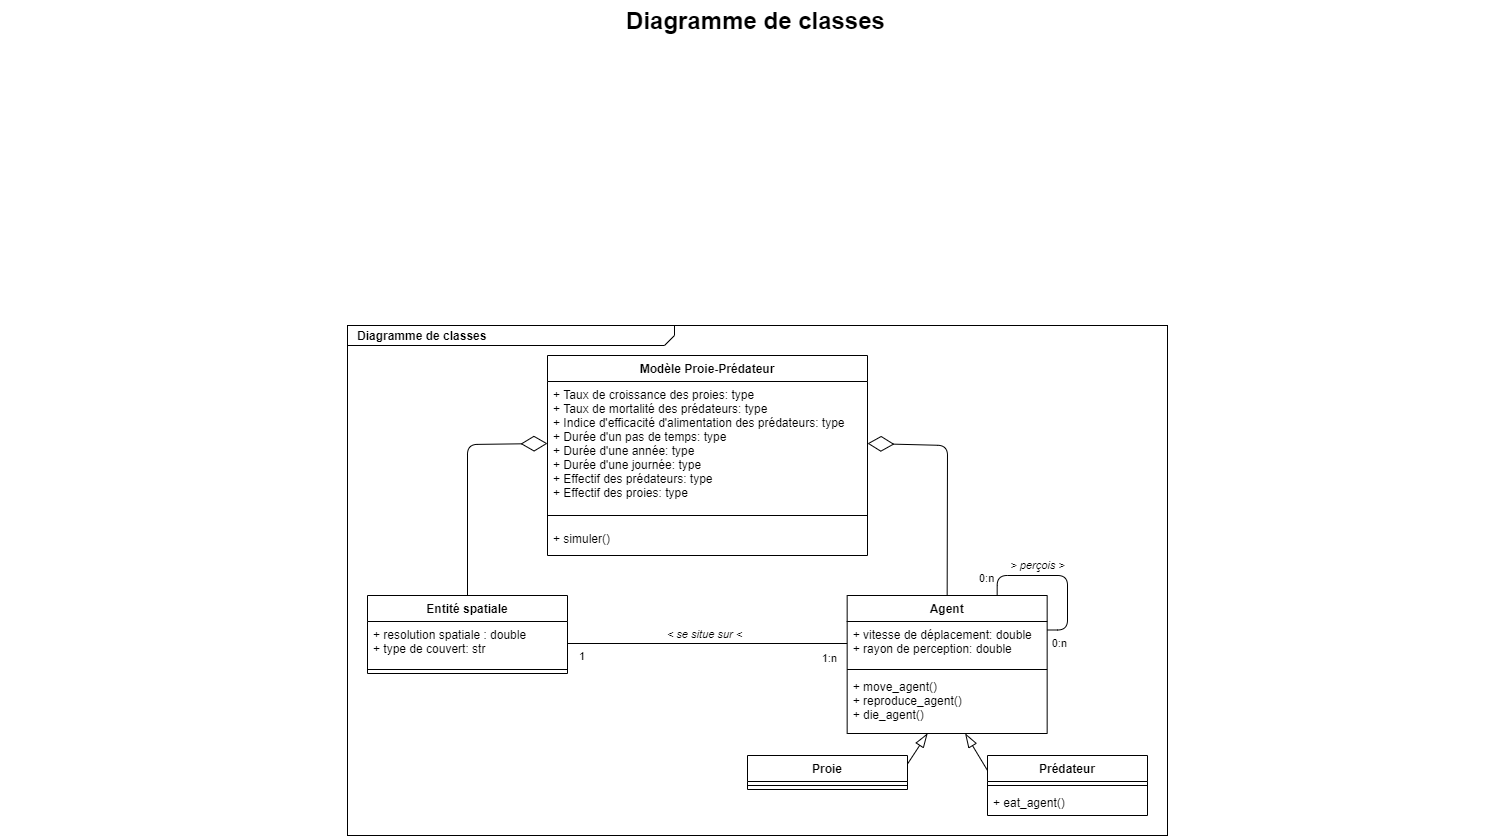 Diagramme de classes
Diagramme de classes
Modèle Proie-Prédateur
+ Taux de croissance des proies: type
+ Taux de mortalité des prédateurs: type
+ Indice d'efficacité d'alimentation des prédateurs: type
+ Durée d'un pas de temps: type
+ Durée d'une année: type
+ Durée d'une journée: type
+ Effectif des prédateurs: type
+ Effectif des proies: type
+ simuler()
> perçois >
0:n
0:n
Entité spatiale
+ resolution spatiale : double
+ type de couvert: str
< se situe sur <
1
1:n
Agent
+ vitesse de déplacement: double
+ rayon de perception: double
+ move_agent()
+ reproduce_agent()
+ die_agent()
Proie
Prédateur
+ eat_agent()